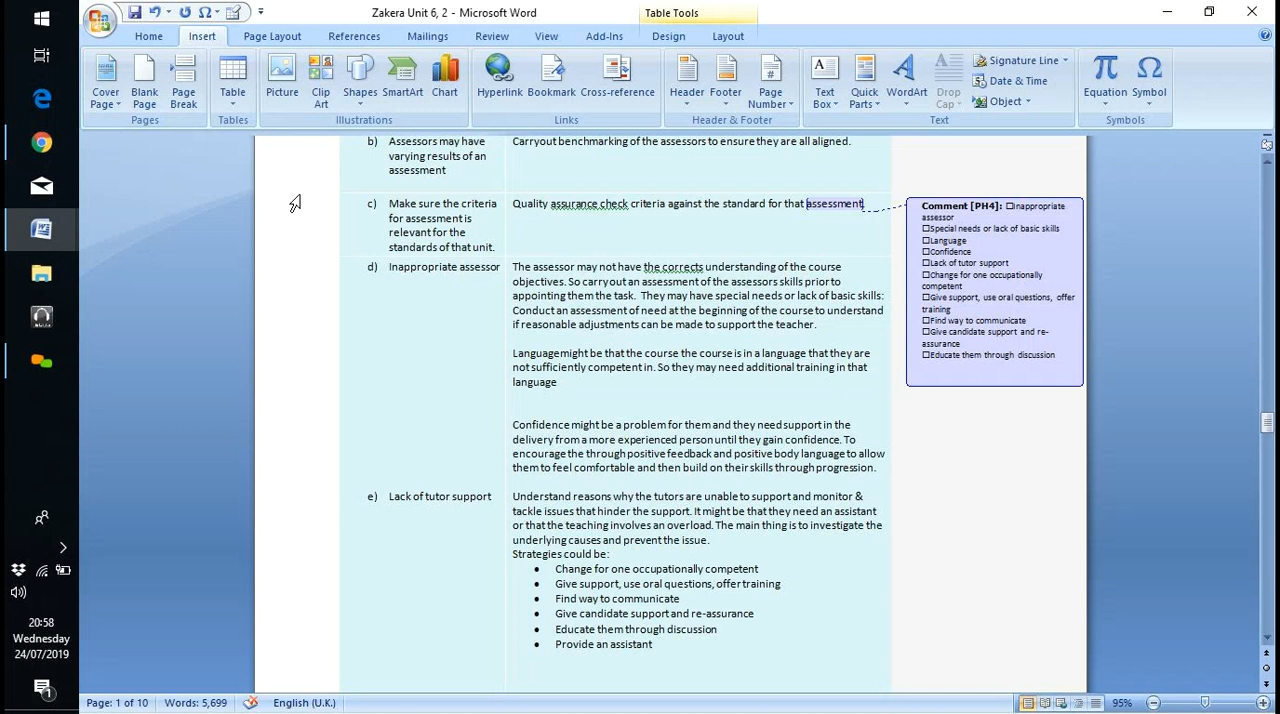 Zakera Unit 6, 2 - Microsoft Word
Table Tools
Home Insert Page Layout References Mailings Review View Add-Ins Design Layout
Cover Page
Blank Page
Page Break
Table
Picture
Clip Art
Shapes
SmartArt
Chart
Hyperlink
Bookmark
Cross-reference
Header
Footer
Page Number
Text Box
Quick Parts
WordArt
Drop Cap
Signature Line
Date & Time
Object
Equation
Symbol
Pages Tables Illustrations Links Header & Footer Text Symbols
b) Assessors may have
varying results of an
assessment
Carryout benchmarking of the assessors to ensure they are all aligned.
c) Make sure the criteria
for assessment is
relevant for the
standards of that unit.
Quality assurance check criteria against the standard for that assessment
d) Inappropriate assessor
The assessor may not have the corrects understanding of the course
objectives. So carry out an assessment of the assessors skills prior to
appointing them the task. They may have special needs or lack of basic skills:
Conduct an assessment of need at the beginning of the course to understand
if reasonable adjustments can be made to support the teacher.
Languagemight be that the course the course is in a language that they are
not sufficiently competent in. So they may need additional training in that
language
Confidence might be a problem for them and they need support in the
delivery from a more experienced person until they gain confidence. To
encourage the through positive feedback and positive body language to allow
them to feel comfortable and then build on their skills through progression.
e) Lack of tutor support
Understand reasons why the tutors are unable to support and monitor &
tackle issues that hinder the support. It might be that they need an assistant
or that the teaching involves an overload. The main thing is to investigate the
underlying causes and prevent the issue.
Strategies could be:
• Change for one occupationally competent
• Give support, use oral questions, offer training
• Find way to communicate
• Give candidate support and re-assurance
• Educate them through discussion
• Provide an assistant
Comment [PH4]: ☐Inappropriate
assessor
☐Special needs or lack of basic skills
☐Language
☐Confidence
☐Lack of tutor support
☐Change for one occupationally
competent
☐Give support, use oral questions, offer
training
☐Find way to communicate
☐Give candidate support and re-
assurance
☐Educate them through discussion
20:58
Wednesday
24/07/2019
1
Page: 1 of 10 Words: 5,699 English (U.K.) 95%